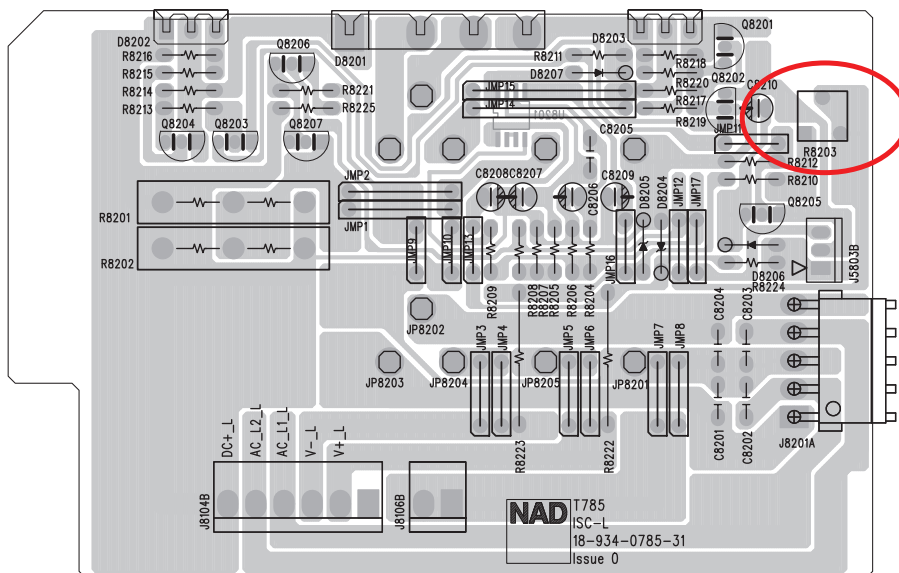 Q8201
D8202
Q8206
D8201
D8203
R8216
R8211
R8218
R8215
D8207
Q8202
C8210
R8214
R8221
JMP15
R8220
R8213
R8225
JMP14
R8217
U8201
R8219
Q8204
Q8203
Q8207
C8205
JMP11
R8203
R8212
JMP2
C8208
C8207
C8206
C8209
D8205
D8204
JMP12
JMP17
R8210
Q8205
R8201
JMP1
R8202
JMP9
JMP10
JMP13
JMP16
J5803B
D8206
R8224
R8209
R8208
R8207
R8205
R8206
R8204
C8204
C8203
JP8202
JMP3
JMP4
JMP5
JMP6
JMP7
JMP8
JP8203
JP8204
JP8205
JP8201
DC+_L
AC_L2_L
AC_L1_L
V-_L
V+_L
R8223
R8222
C8201
C8202
J8201A
J8104B
J8106B
NAD
T785
ISC-L
18-934-0785-31
Issue 0